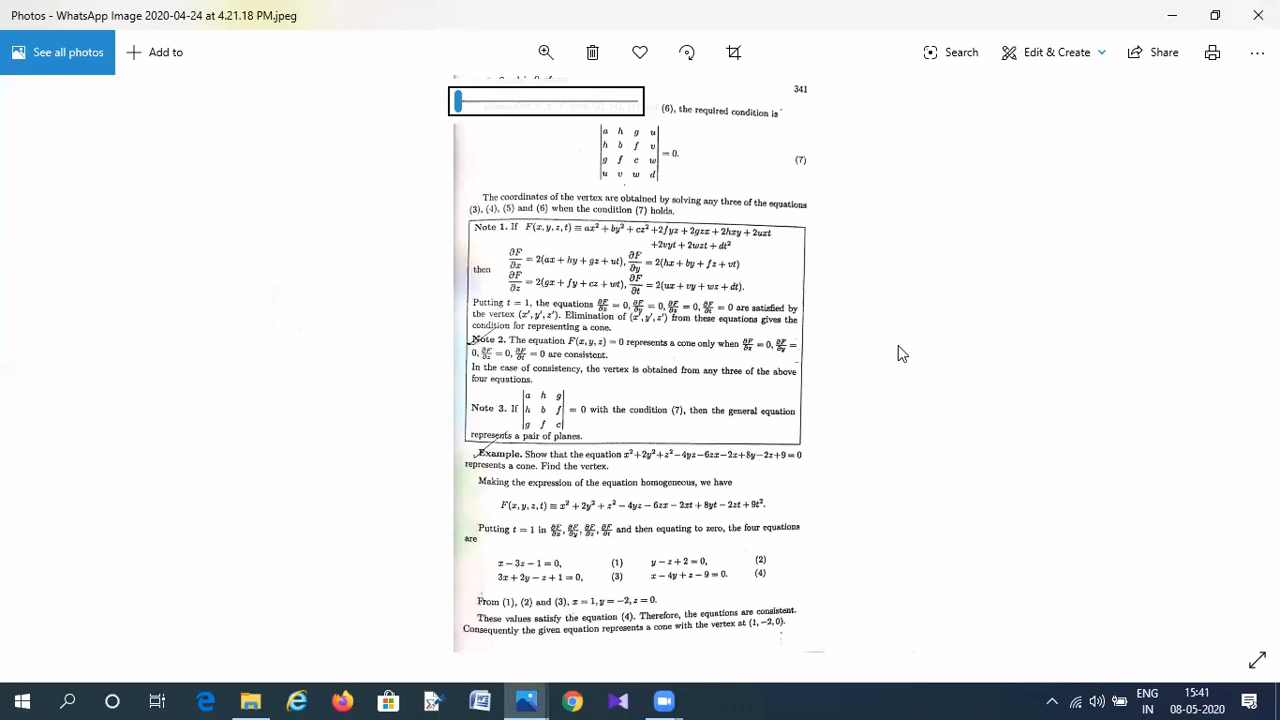 Photos - WhatsApp Image 2020-04-24 at 4.21.18 PM.jpeg
See all photos
Add to
Search
Edit & Create
Share
341
(6), the required condition is
| a h g u |
| h b f v |
| g f c w | = 0. (7)
| u v w d |
The coordinates of the vertex are obtained by solving any three of the equations
(3), (4), (5) and (6) when the condition (7) holds.
Note 1. If F(x, y, z, t) ≡ ax² + by² + cz² + 2fyz + 2gzx + 2hxy + 2uxt
+2vyt + 2wzt + dt²
then ∂F/∂x = 2(ax + hy + gz + ut), ∂F/∂y = 2(hx + by + fz + vt)
∂F/∂z = 2(gx + fy + cz + wt), ∂F/∂t = 2(ux + vy + wz + dt).
Putting t = 1, the equations ∂F/∂x = 0, ∂F/∂y = 0, ∂F/∂z = 0, ∂F/∂t = 0 are satisfied by
the vertex (x′, y′, z′). Elimination of (x′, y′, z′) from these equations gives the
condition for representing a cone.
Note 2. The equation F(x, y, z) = 0 represents a cone only when ∂F/∂x = 0, ∂F/∂y =
0, ∂F/∂z = 0, ∂F/∂t = 0 are consistent.
In the case of consistency, the vertex is obtained from any three of the above
four equations.
| a h g |
Note 3. If | h b f | = 0 with the condition (7), then the general equation
| g f c |
represents a pair of planes.
Example. Show that the equation x²+2y²+z²−4yz−6zx−2x+8y−2z+9 = 0
represents a cone. Find the vertex.
Making the expression of the equation homogeneous, we have
F(x, y, z, t) ≡ x² + 2y² + z² − 4yz − 6zx − 2xt + 8yt − 2zt + 9t².
Putting t = 1 in ∂F/∂x, ∂F/∂y, ∂F/∂z, ∂F/∂t and then equating to zero, the four equations
are
x − 3z − 1 = 0, (1) y − z + 2 = 0, (2)
3x + 2y − z + 1 = 0, (3) x − 4y + z − 9 = 0. (4)
From (1), (2) and (3), x = 1, y = −2, z = 0.
These values satisfy the equation (4). Therefore, the equations are consistent.
Consequently the given equation represents a cone with the vertex at (1, −2, 0).
ENG
IN
15:41
08-05-2020